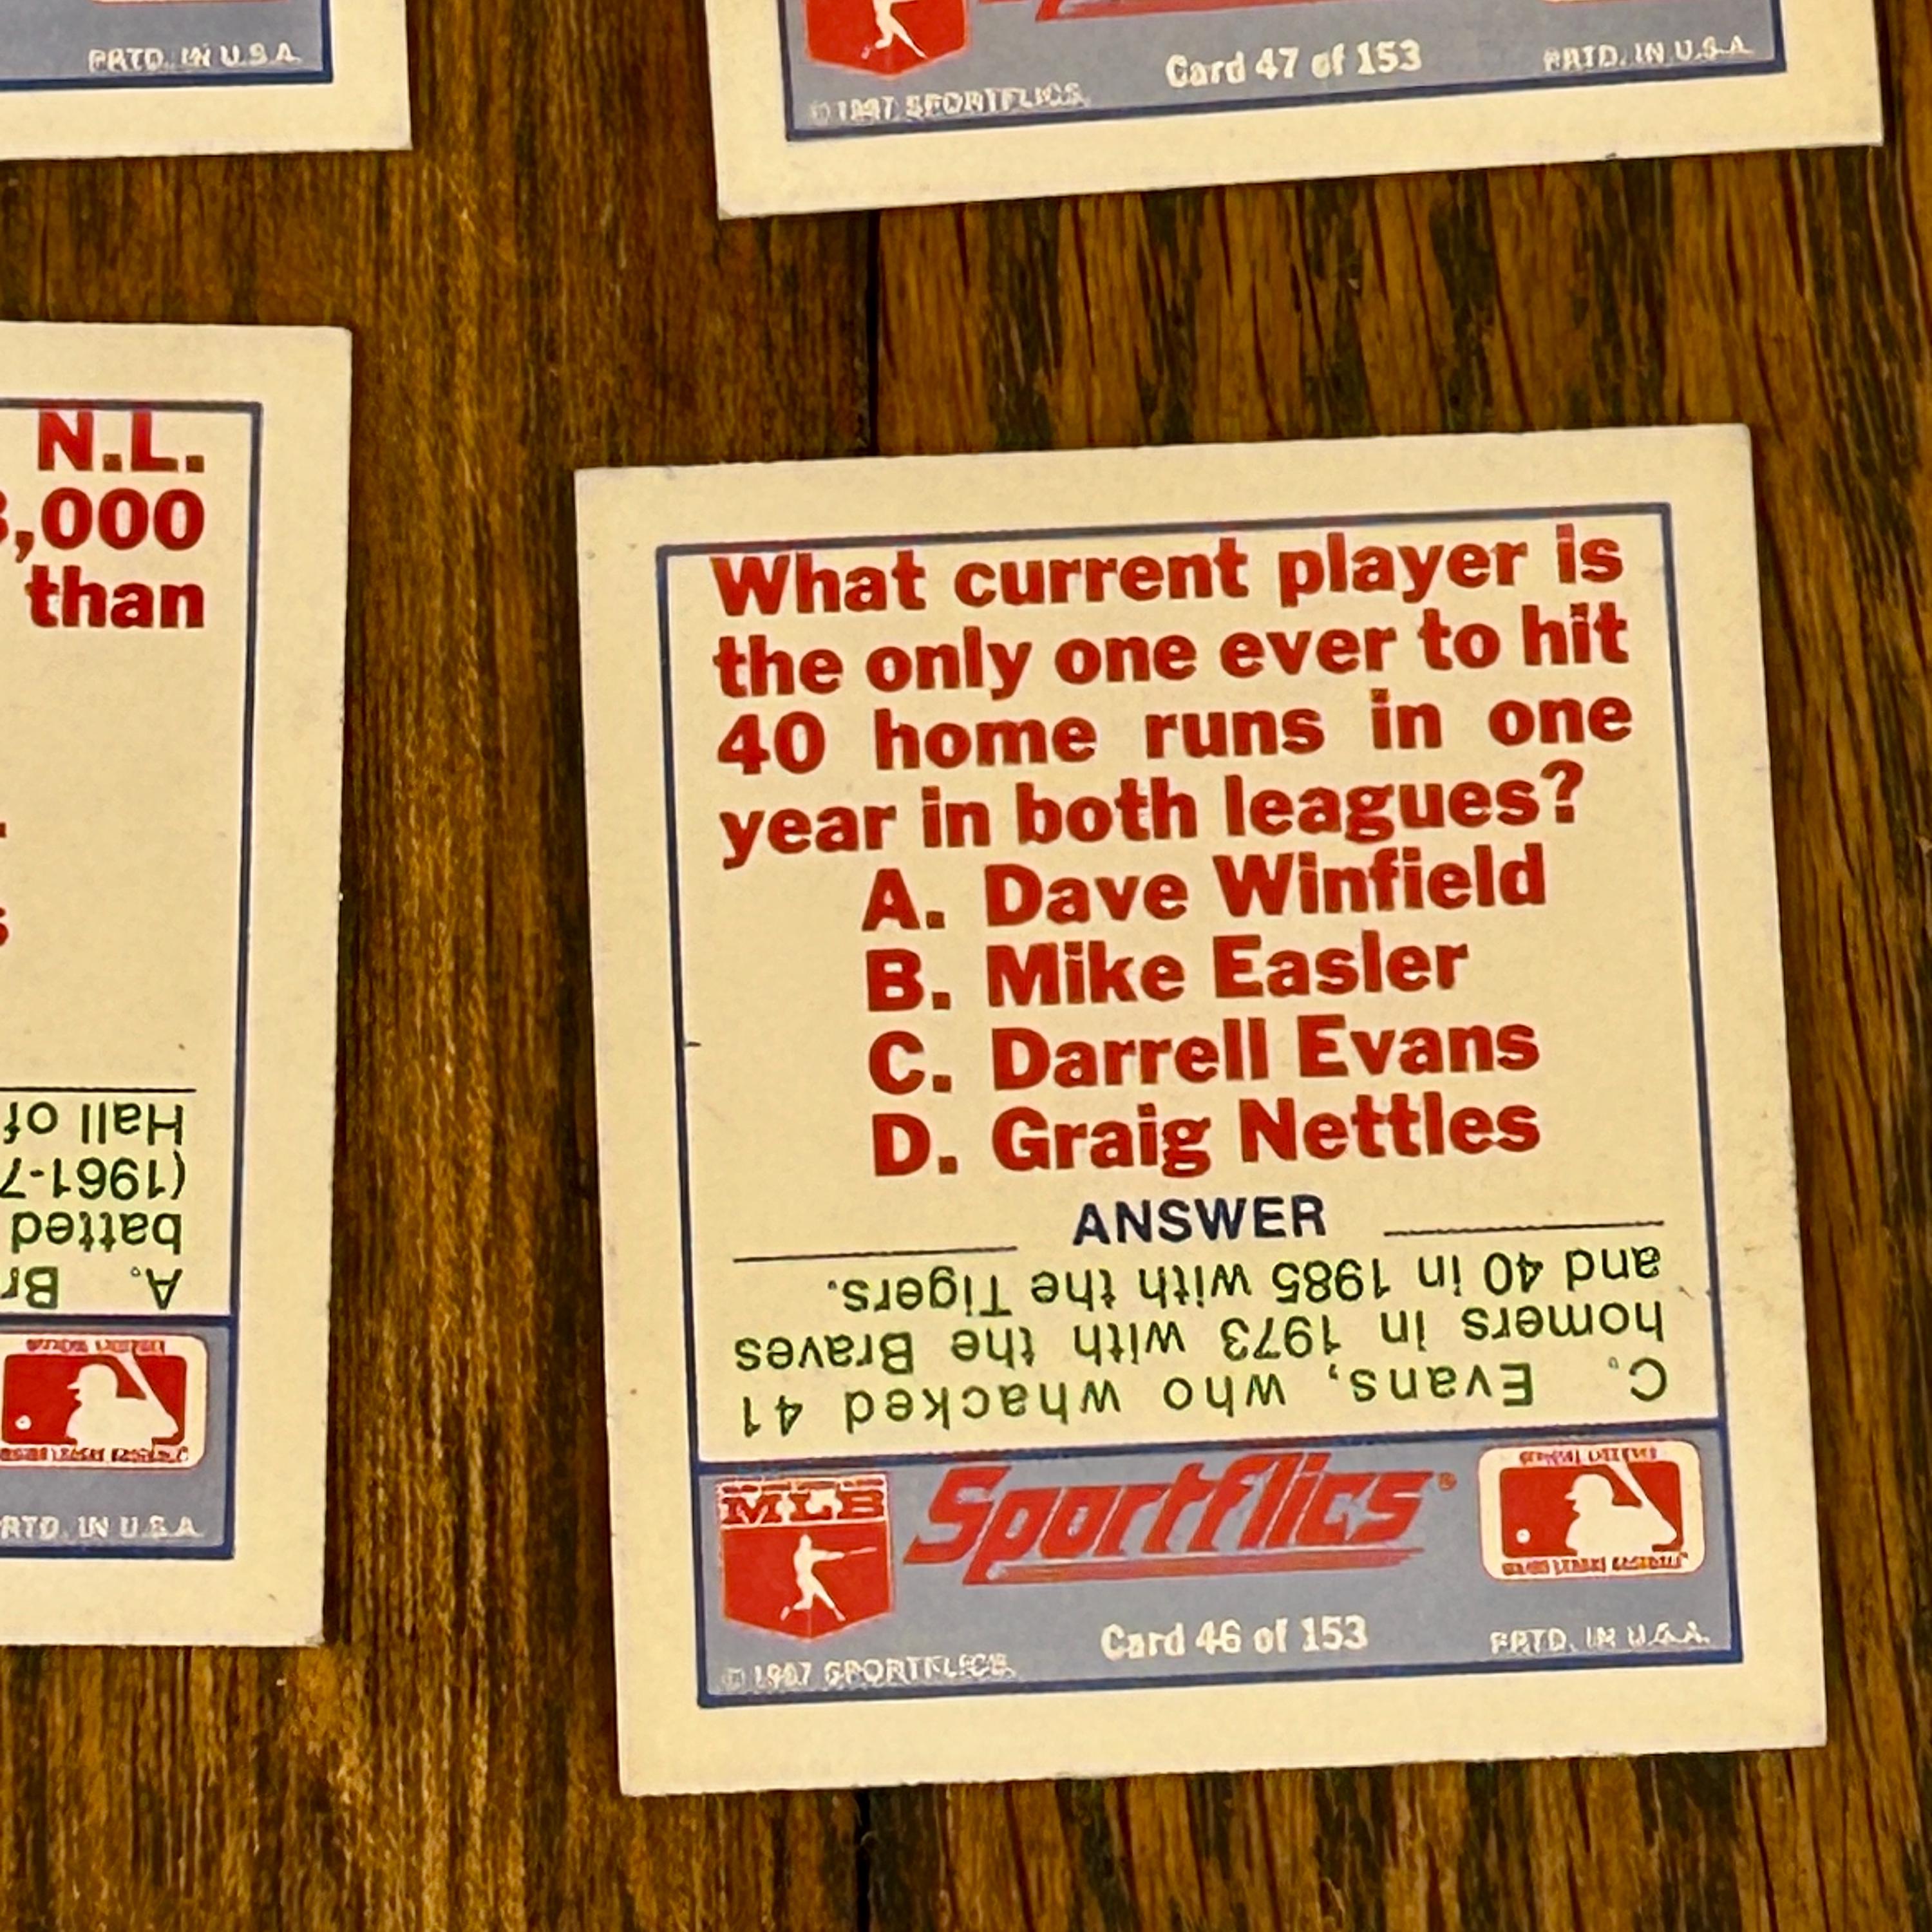 PRTD. IN U.S.A.
Card 47 of 153
PRTD. IN U.S.A.
© 1987 SPORTFLICS
N.L.
3,000
than
Hall of
(1961-7
batted
A. Br
PRTD. IN U.S.A.
What current player is
the only one ever to hit
40 home runs in one
year in both leagues?
A. Dave Winfield
B. Mike Easler
C. Darrell Evans
D. Graig Nettles
ANSWER
C. Evans, who whacked 41
homers in 1973 with the Braves
and 40 in 1985 with the Tigers.
MLB
Sportflics®
Card 46 of 153
PRTD. IN U.S.A.
© 1987 SPORTFLICS